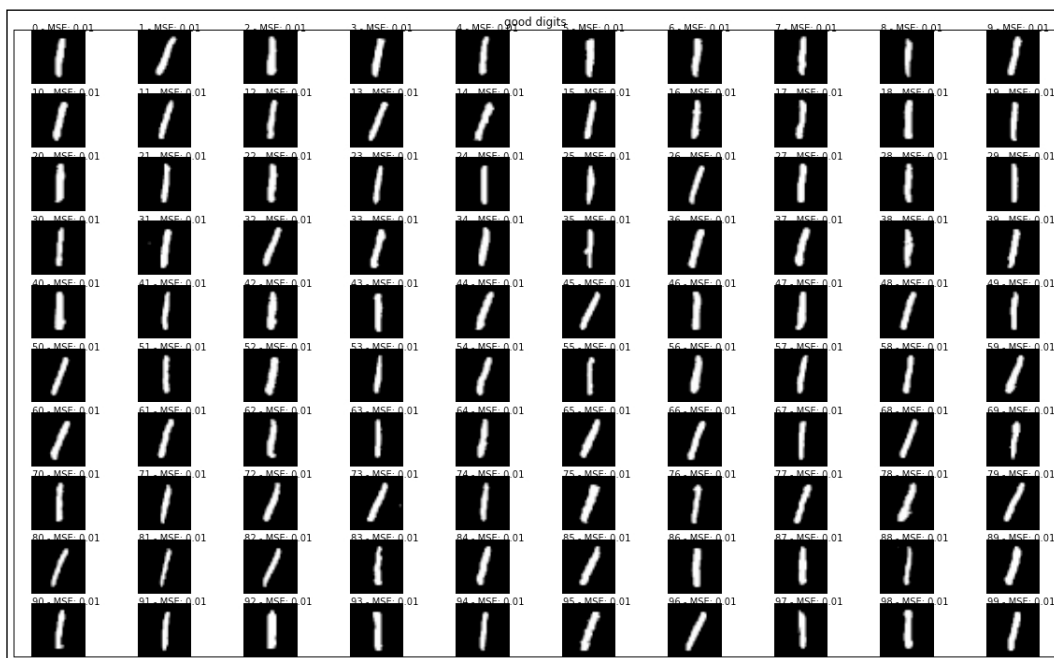 good digits
0 - MSE: 0.01 1 - MSE: 0.01 2 - MSE: 0.01 3 - MSE: 0.01 4 - MSE: 0.01 5 - MSE: 0.01 6 - MSE: 0.01 7 - MSE: 0.01 8 - MSE: 0.01 9 - MSE: 0.01
10 - MSE: 0.01 11 - MSE: 0.01 12 - MSE: 0.01 13 - MSE: 0.01 14 - MSE: 0.01 15 - MSE: 0.01 16 - MSE: 0.01 17 - MSE: 0.01 18 - MSE: 0.01 19 - MSE: 0.01
20 - MSE: 0.01 21 - MSE: 0.01 22 - MSE: 0.01 23 - MSE: 0.01 24 - MSE: 0.01 25 - MSE: 0.01 26 - MSE: 0.01 27 - MSE: 0.01 28 - MSE: 0.01 29 - MSE: 0.01
30 - MSE: 0.01 31 - MSE: 0.01 32 - MSE: 0.01 33 - MSE: 0.01 34 - MSE: 0.01 35 - MSE: 0.01 36 - MSE: 0.01 37 - MSE: 0.01 38 - MSE: 0.01 39 - MSE: 0.01
40 - MSE: 0.01 41 - MSE: 0.01 42 - MSE: 0.01 43 - MSE: 0.01 44 - MSE: 0.01 45 - MSE: 0.01 46 - MSE: 0.01 47 - MSE: 0.01 48 - MSE: 0.01 49 - MSE: 0.01
50 - MSE: 0.01 51 - MSE: 0.01 52 - MSE: 0.01 53 - MSE: 0.01 54 - MSE: 0.01 55 - MSE: 0.01 56 - MSE: 0.01 57 - MSE: 0.01 58 - MSE: 0.01 59 - MSE: 0.01
60 - MSE: 0.01 61 - MSE: 0.01 62 - MSE: 0.01 63 - MSE: 0.01 64 - MSE: 0.01 65 - MSE: 0.01 66 - MSE: 0.01 67 - MSE: 0.01 68 - MSE: 0.01 69 - MSE: 0.01
70 - MSE: 0.01 71 - MSE: 0.01 72 - MSE: 0.01 73 - MSE: 0.01 74 - MSE: 0.01 75 - MSE: 0.01 76 - MSE: 0.01 77 - MSE: 0.01 78 - MSE: 0.01 79 - MSE: 0.01
80 - MSE: 0.01 81 - MSE: 0.01 82 - MSE: 0.01 83 - MSE: 0.01 84 - MSE: 0.01 85 - MSE: 0.01 86 - MSE: 0.01 87 - MSE: 0.01 88 - MSE: 0.01 89 - MSE: 0.01
90 - MSE: 0.01 91 - MSE: 0.01 92 - MSE: 0.01 93 - MSE: 0.01 94 - MSE: 0.01 95 - MSE: 0.01 96 - MSE: 0.01 97 - MSE: 0.01 98 - MSE: 0.01 99 - MSE: 0.01